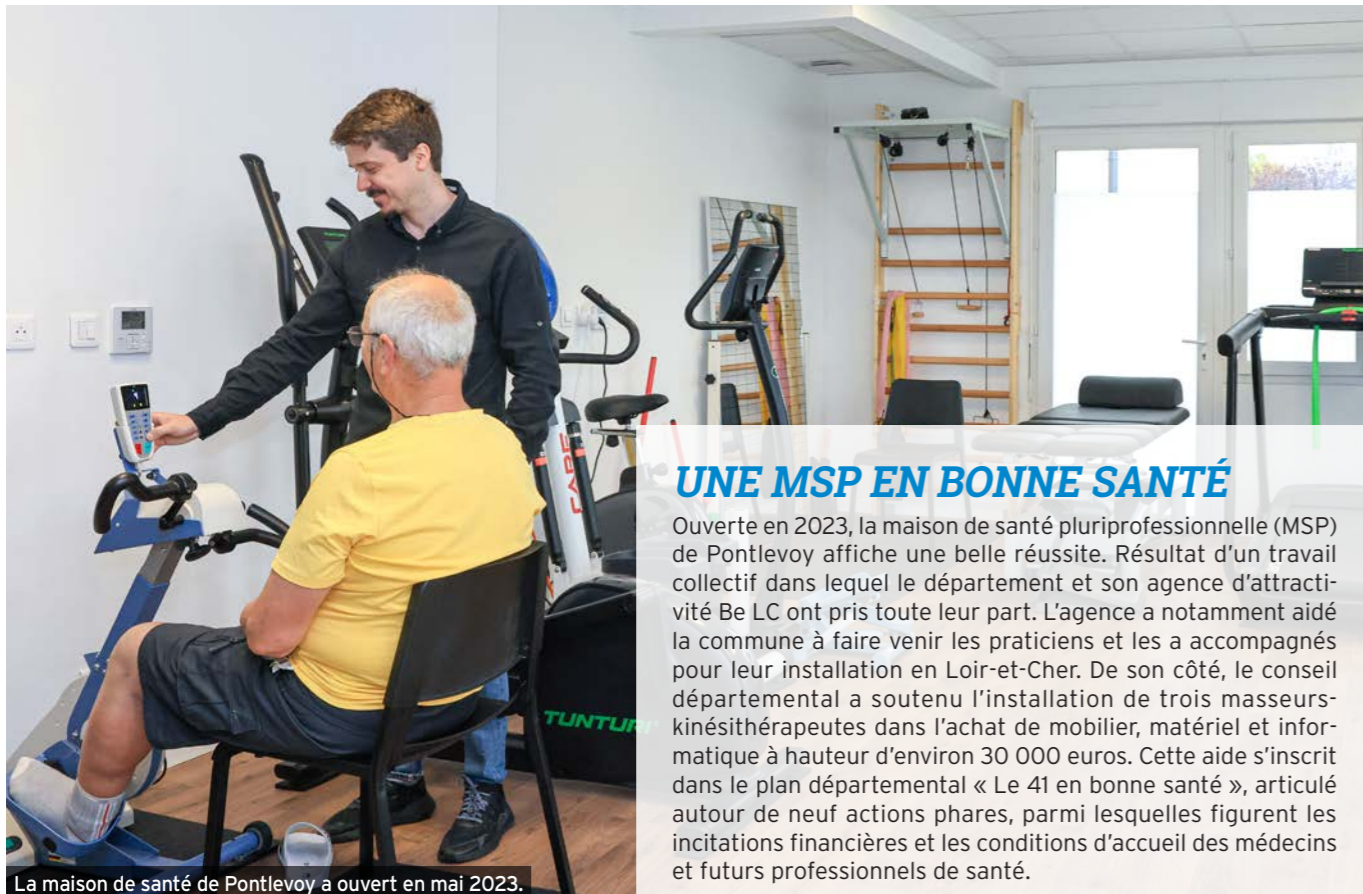 UNE MSP EN BONNE SANTÉ
Ouverte en 2023, la maison de santé pluriprofessionnelle (MSP)
de Pontlevoy affiche une belle réussite. Résultat d'un travail
collectif dans lequel le département et son agence d'attracti-
vité Be LC ont pris toute leur part. L'agence a notamment aidé
la commune à faire venir les praticiens et les a accompagnés
pour leur installation en Loir-et-Cher. De son côté, le conseil
départemental a soutenu l'installation de trois masseurs-
kinésithérapeutes dans l'achat de mobilier, matériel et infor-
matique à hauteur d'environ 30 000 euros. Cette aide s'inscrit
dans le plan départemental « Le 41 en bonne santé », articulé
autour de neuf actions phares, parmi lesquelles figurent les
incitations financières et les conditions d'accueil des médecins
et futurs professionnels de santé.
CARE
TUNTURI
La maison de santé de Pontlevoy a ouvert en mai 2023.